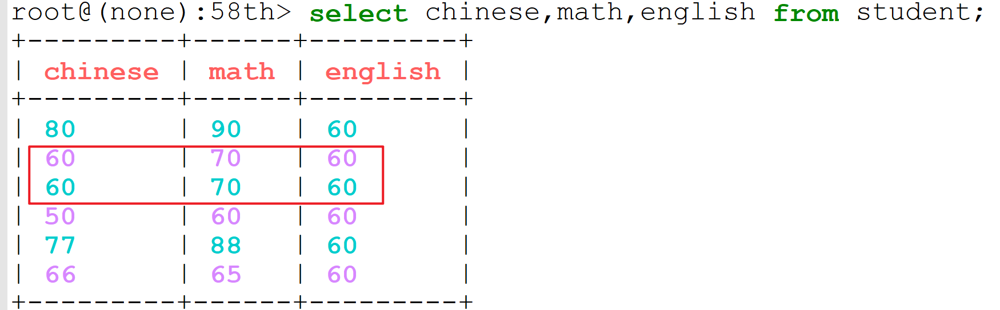 root@(none):58th> select chinese,math,english from student;
+---------+------+---------+
| chinese | math | english |
+---------+------+---------+
| 80      | 90   | 60      |
| 60      | 70   | 60      |
| 60      | 70   | 60      |
| 50      | 60   | 60      |
| 77      | 88   | 60      |
| 66      | 65   | 60      |
+---------+------+---------+